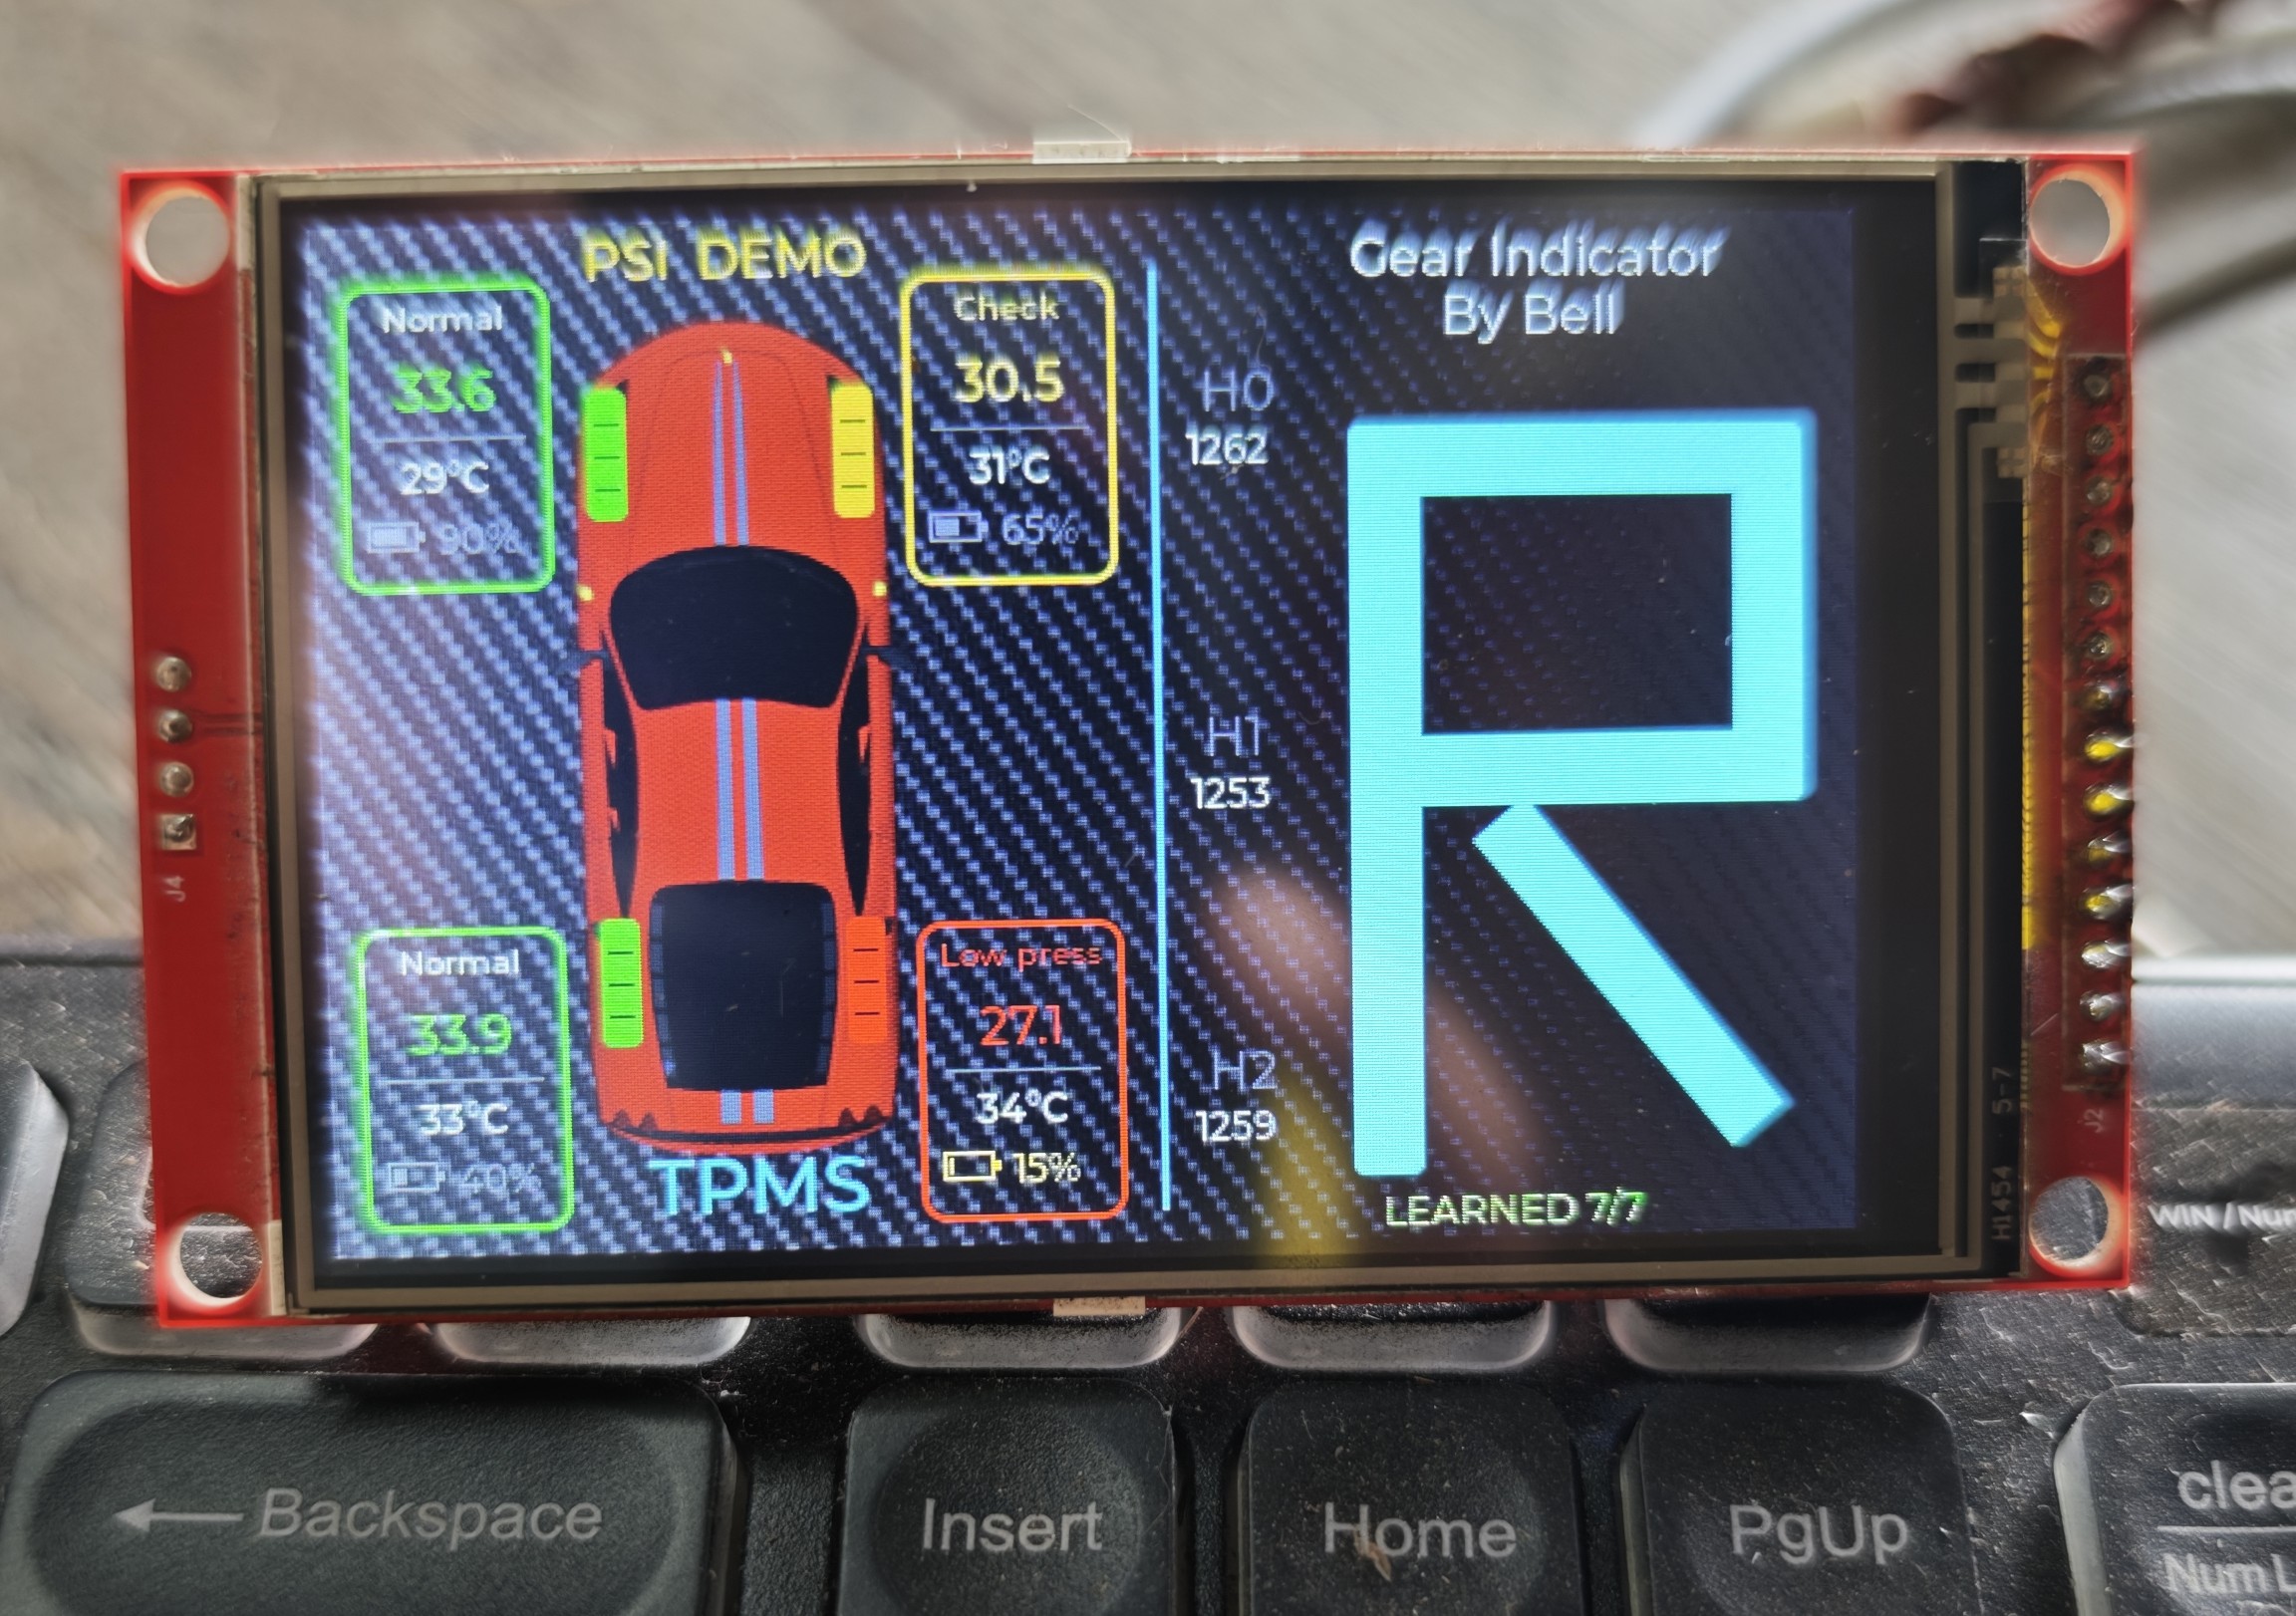 PSI DEMO
Normal
33.6
29°C
90%
Check
30.5
31°C
65%
Normal
33.9
33°C
40%
Low press
27.1
34°C
15%
TPMS
Gear Indicator
By Bell
H0
1262
H1
1253
H2
1259
R
LEARNED 7/7
J4
J2
H1454 5-7
WIN/Nu
← Backspace
Insert
Home
PgUp
clea
Num L